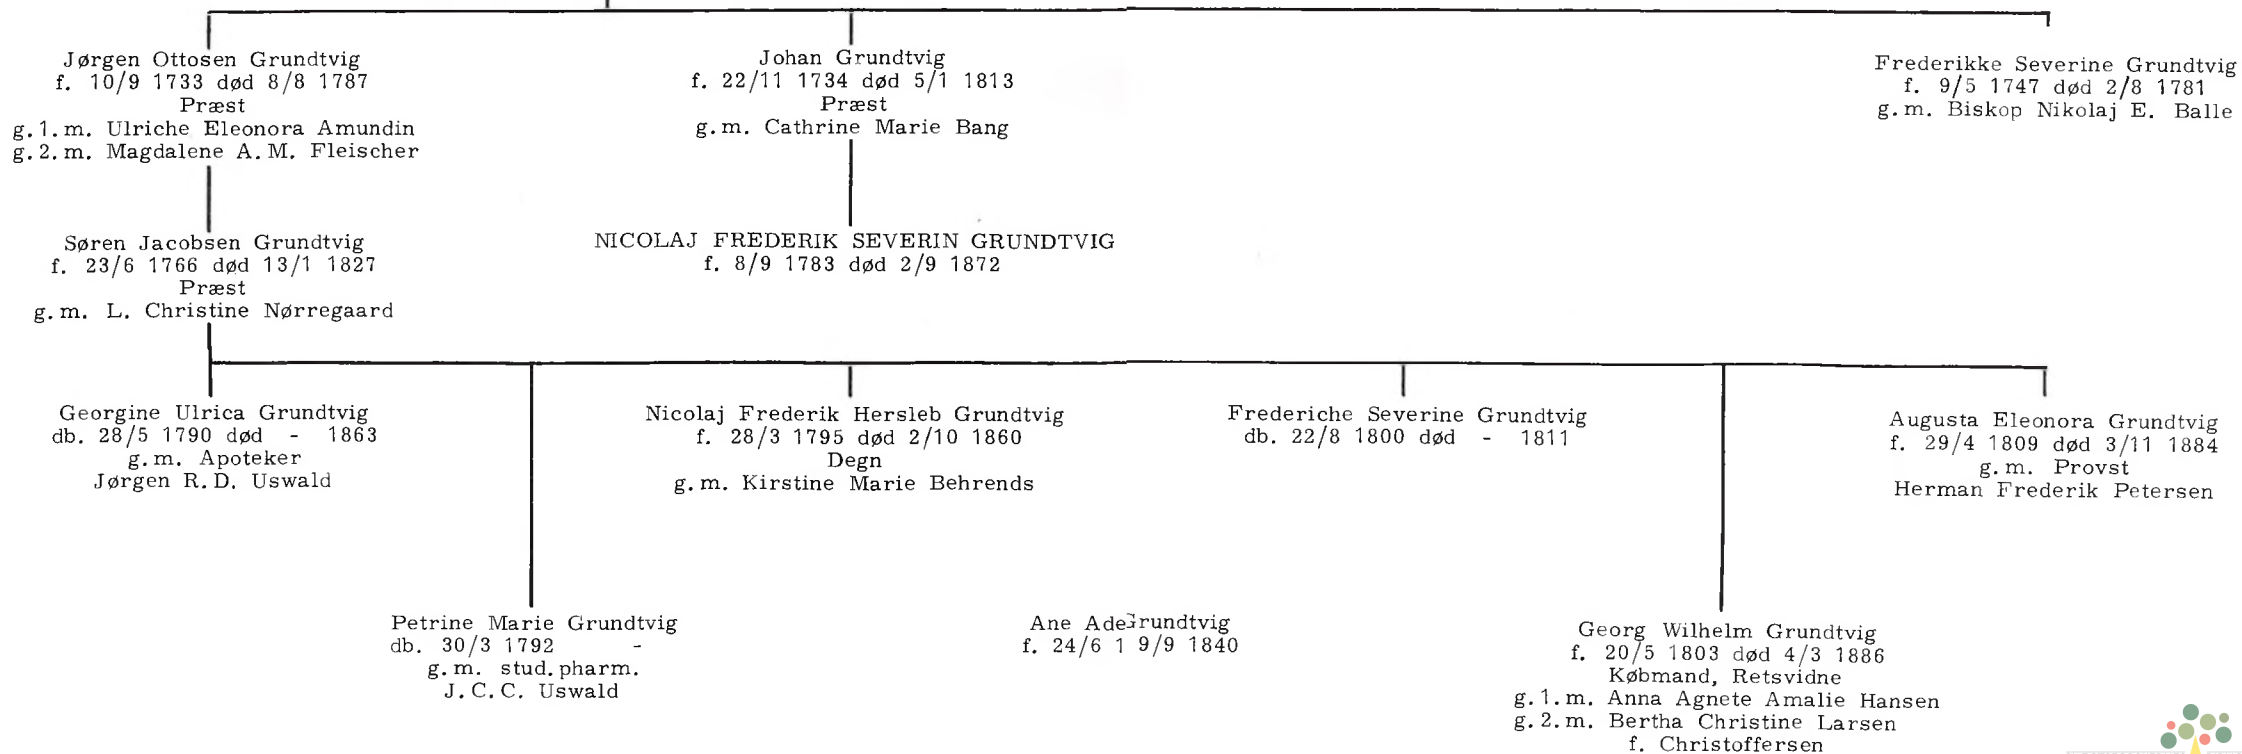 Jørgen Ottosen Grundtvig
f. 10/9 1733 død 8/8 1787
Præst
g.1.m. Ulriche Eleonora Amundin
g.2.m. Magdalene A.M. Fleischer
Johan Grundtvig
f. 22/11 1734 død 5/1 1813
Præst
g.m. Cathrine Marie Bang
Frederikke Severine Grundtvig
f. 9/5 1747 død 2/8 1781
g.m. Biskop Nikolaj E. Balle
Søren Jacobsen Grundtvig
f. 23/6 1766 død 13/1 1827
Præst
g.m. L. Christine Nørregaard
NICOLAJ FREDERIK SEVERIN GRUNDTVIG
f. 8/9 1783 død 2/9 1872
Georgine Ulrica Grundtvig
db. 28/5 1790 død - 1863
g.m. Apoteker
Jørgen R.D. Uswald
Nicolaj Frederik Hersleb Grundtvig
f. 28/3 1795 død 2/10 1860
Degn
g.m. Kirstine Marie Behrends
Frederiche Severine Grundtvig
db. 22/8 1800 død - 1811
Augusta Eleonora Grundtvig
f. 29/4 1809 død 3/11 1884
g.m. Provst
Herman Frederik Petersen
Petrine Marie Grundtvig
db. 30/3 1792 -
g.m. stud.pharm.
J.C.C. Uswald
Ane
f. 24/6 1 9/9 1840
Georg Wilhelm Grundtvig
f. 20/5 1803 død 4/3 1886
Købmand, Retsvidne
g.1.m. Anna Agnete Amalie Hansen
g.2.m. Bertha Christine Larsen
f. Christoffersen